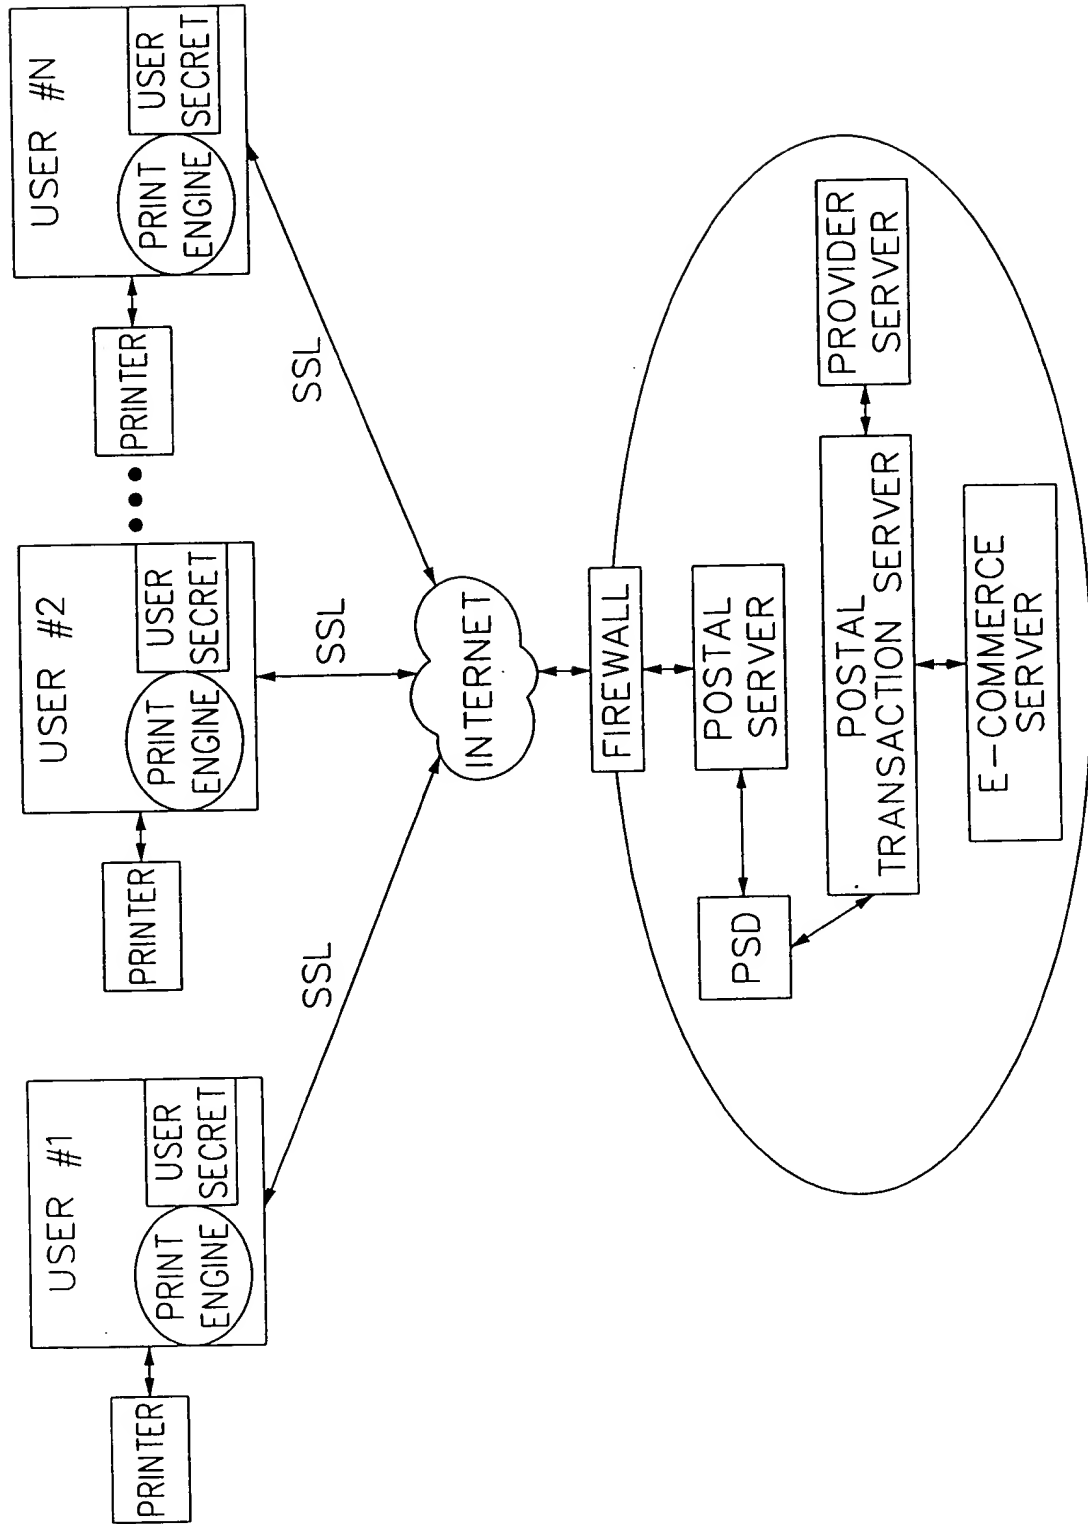 USER #1
PRINT
ENGINE
USER
SECRET
PRINTER
USER #2
PRINT
ENGINE
USER
SECRET
PRINTER
USER #N
PRINT
ENGINE
USER
SECRET
PRINTER
SSL
SSL
SSL
INTERNET
FIREWALL
POSTAL
SERVER
PSD
POSTAL
TRANSACTION SERVER
PROVIDER
SERVER
E-COMMERCE
SERVER